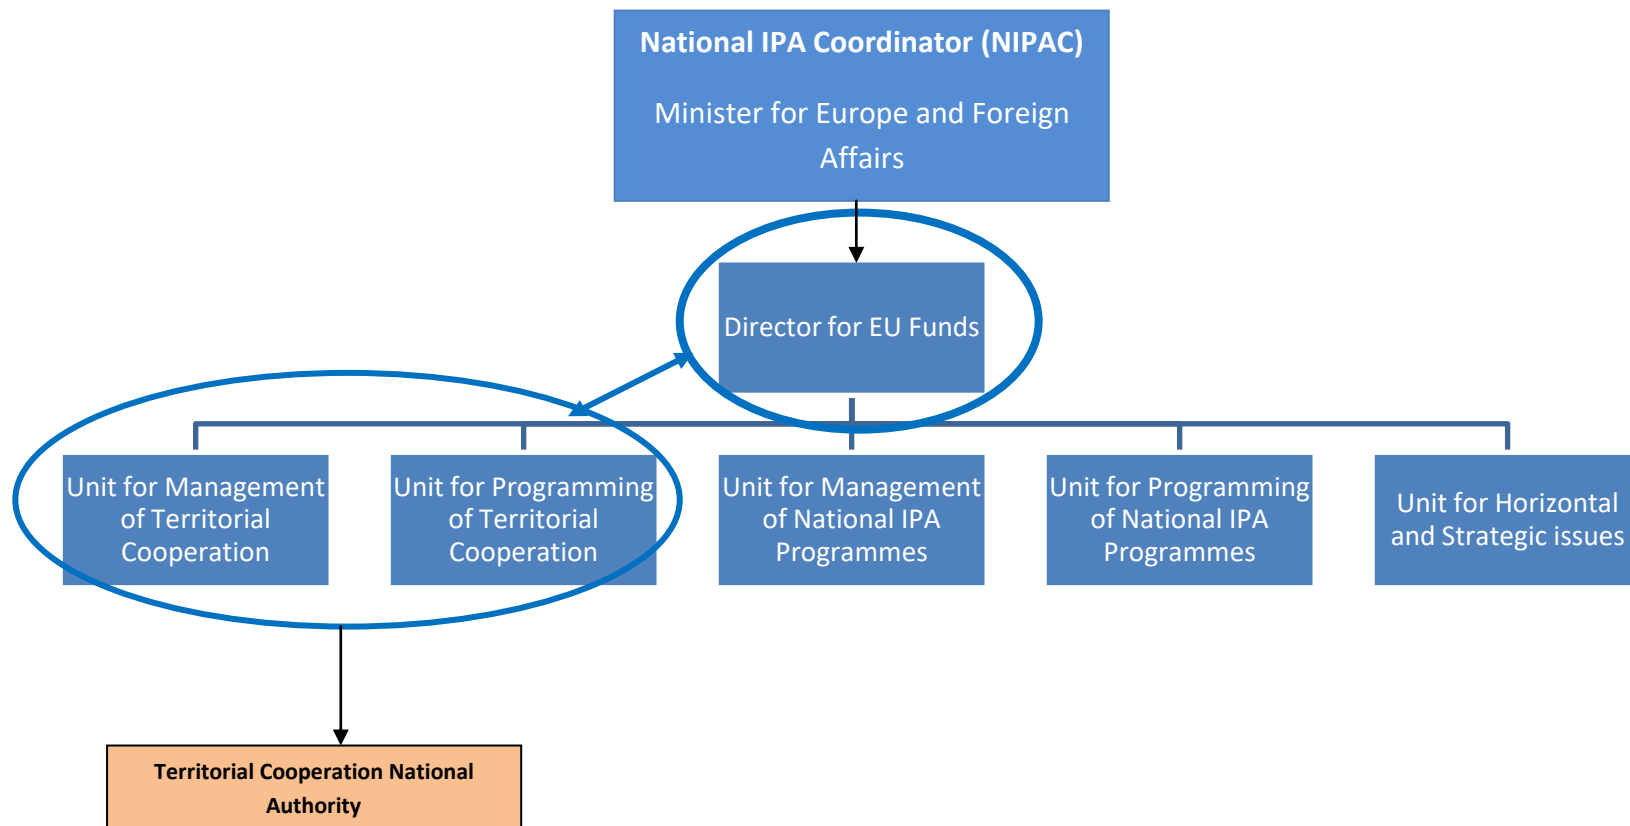 National IPA Coordinator (NIPAC)
Minister for Europe and Foreign
Affairs
Director for EU Funds
Unit for Management
of Territorial
Cooperation
Unit for Programming
of Territorial
Cooperation
Unit for Management
of National IPA
Programmes
Unit for Programming
of National IPA
Programmes
Unit for Horizontal
and Strategic issues
Territorial Cooperation National
Authority